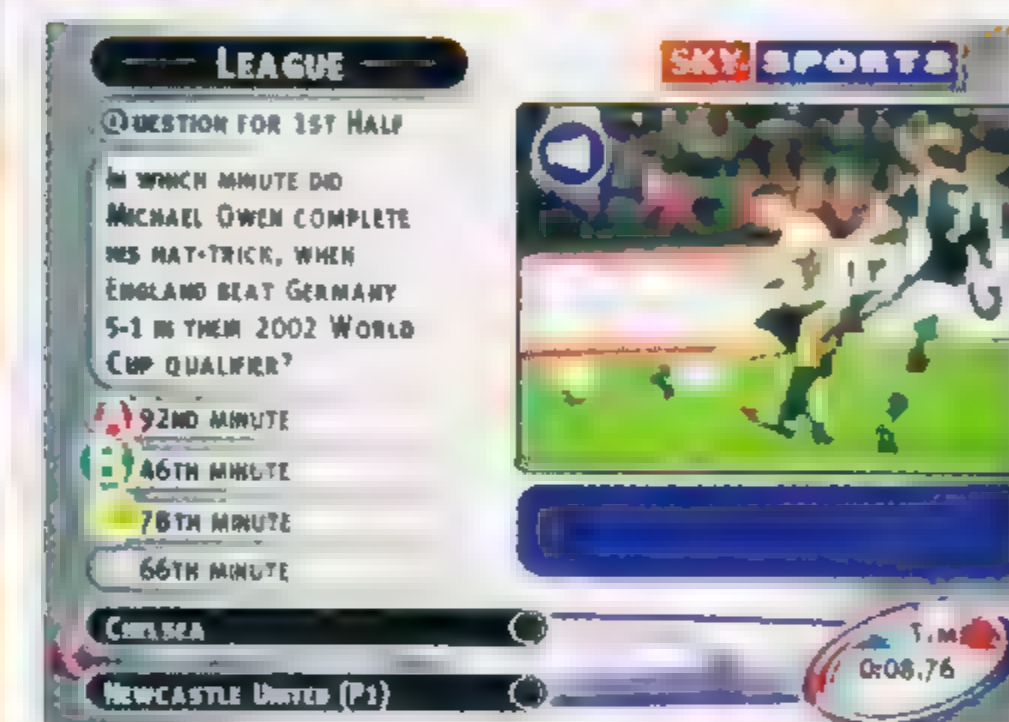 LEAGUE
SKY SPORTS
QUESTION FOR 1ST HALF
IN WHICH MINUTE DID
MICHAEL OWEN COMPLETE
HIS HAT-TRICK, WHEN
ENGLAND BEAT GERMANY
5-1 IN THEIR 2002 WORLD
CUP QUALIFIER?
92ND MINUTE
46TH MINUTE
78TH MINUTE
66TH MINUTE
CHELSEA
NEWCASTLE UNITED (P1)
0:08.76